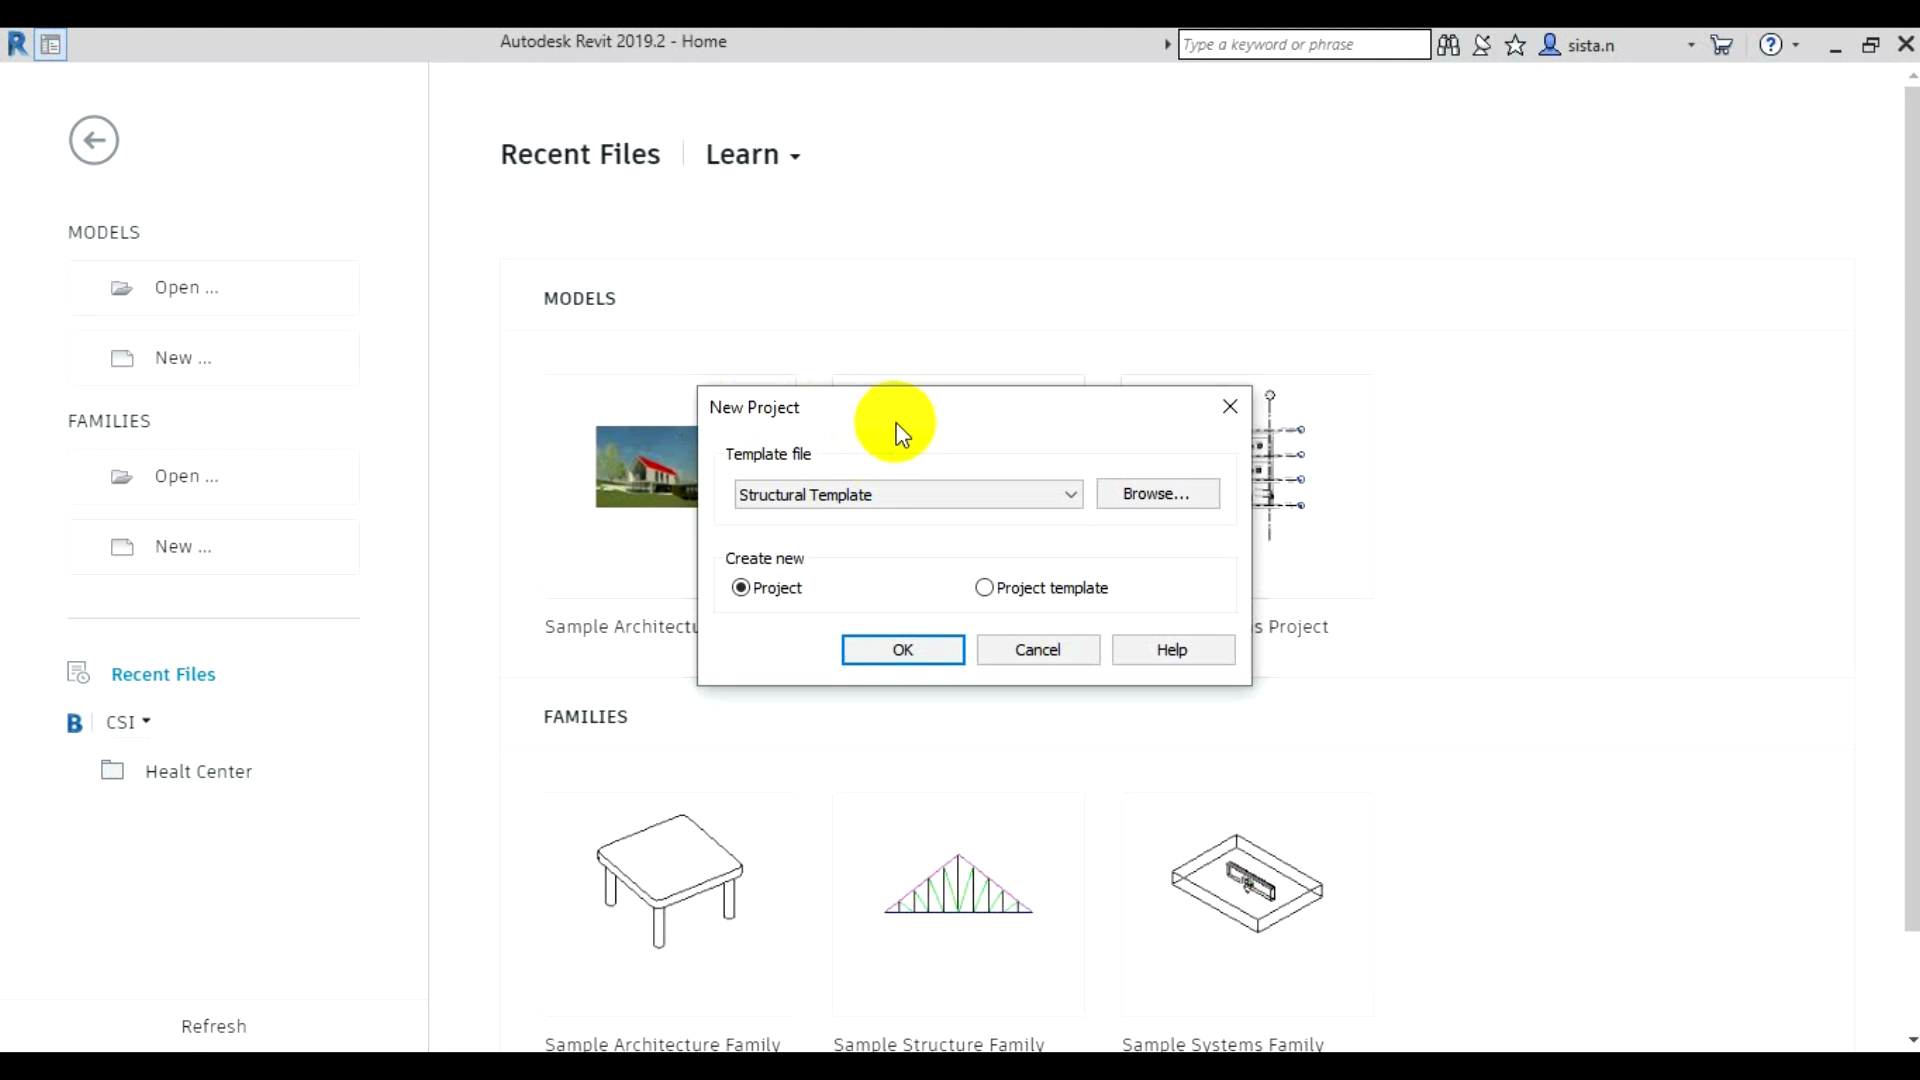 Autodesk Revit 2019.2 - Home
Type a keyword or phrase
sista.n
Recent Files
Learn
MODELS
Open ...
New ...
FAMILIES
Open ...
New ...
Recent Files
B
CSI
Healt Center
Refresh
MODELS
Sample Architectu
s Project
FAMILIES
Sample Architecture Family
Sample Structure Family
Sample Systems Family
New Project
Template file
Structural Template
Browse...
Create new
Project
Project template
OK
Cancel
Help